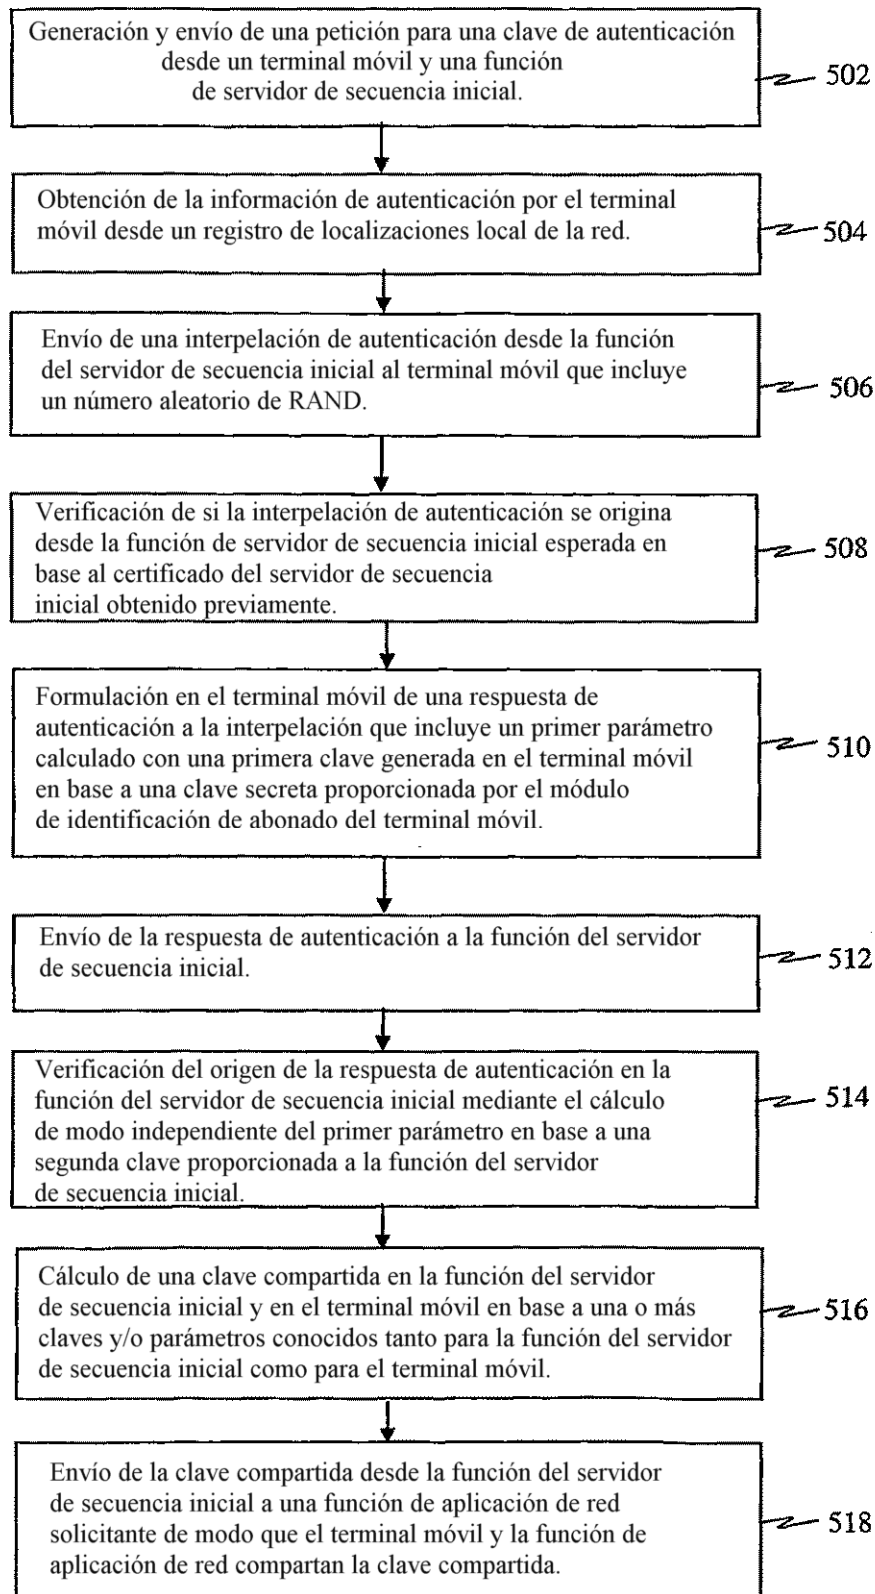 Generación y envío de una petición para una clave de autenticación
desde un terminal móvil y una función
de servidor de secuencia inicial.
502
Obtención de la información de autenticación por el terminal
móvil desde un registro de localizaciones local de la red.
504
Envío de una interpelación de autenticación desde la función
del servidor de secuencia inicial al terminal móvil que incluye
un número aleatorio de RAND.
506
Verificación de si la interpelación de autenticación se origina
desde la función de servidor de secuencia inicial esperada en
base al certificado del servidor de secuencia
inicial obtenido previamente.
508
Formulación en el terminal móvil de una respuesta de
autenticación a la interpelación que incluye un primer parámetro
calculado con una primera clave generada en el terminal móvil
en base a una clave secreta proporcionada por el módulo
de identificación de abonado del terminal móvil.
510
Envío de la respuesta de autenticación a la función del servidor
de secuencia inicial.
512
Verificación del origen de la respuesta de autenticación en la
función del servidor de secuencia inicial mediante el cálculo
de modo independiente del primer parámetro en base a una
segunda clave proporcionada a la función del servidor
de secuencia inicial.
514
Cálculo de una clave compartida en la función del servidor
de secuencia inicial y en el terminal móvil en base a una o más
claves y/o parámetros conocidos tanto para la función del servidor
de secuencia inicial como para el terminal móvil.
516
Envío de la clave compartida desde la función del servidor
de secuencia inicial a una función de aplicación de red
solicitante de modo que el terminal móvil y la función de
aplicación de red compartan la clave compartida.
518